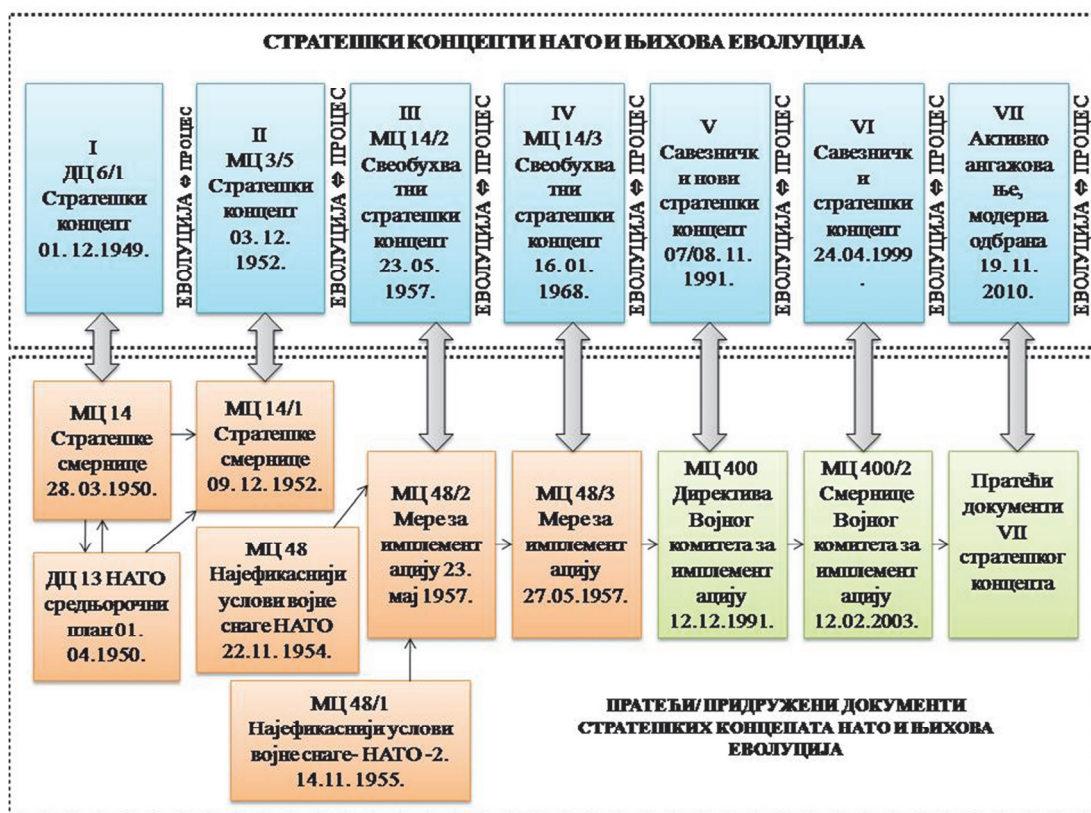 СТРАТЕШКИ КОНЦЕПТИ НАТО И ЊИХОВА ЕВОЛУЦИЈА
I
ДЦ 6/1
Стратешки
концепт
01. 12.1949.
ЕВОЛУЦИЈА ⇔ ПРОЦЕС
II
МЦ 3/5
Стратешки
концепт
03. 12.
1952.
ЕВОЛУЦИЈА ⇔ ПРОЦЕС
III
МЦ 14/2
Свеобухва
тни
стратешки
концепт
23. 05.
1957.
ЕВОЛУЦИЈА ⇔ ПРОЦЕС
IV
МЦ 14/3
Свеобухва
тни
стратешки
концепт
16. 01.
1968.
ЕВОЛУЦИЈА ⇔ ПРОЦЕС
V
Савезничк
и нови
стратешки
концепт
07/08. 11.
1991.
ЕВОЛУЦИЈА ⇔ ПРОЦЕС
VI
Савезничк
и
стратешки
концепт
24.04.1999
.
ЕВОЛУЦИЈА ⇔ ПРОЦЕС
VII
Активно
ангажова
ње,
модерна
одбрана
19. 11.
2010.
ЕВОЛУЦИЈА ⇔ ПРОЦЕС
МЦ 14
Стратешке
смернице
28. 03.1950.
МЦ 14/1
Стратешке
смернице
09. 12. 1952.
ДЦ 13 НАТО
средњорочни
план 01.
04.1950.
МЦ 48
Најефикаснији
услови војне
снаге НАТО
22.11. 1954.
МЦ 48/1
Најефикаснији услови
војне снаге- НАТО -2.
14.11. 1955.
МЦ 48/2
Мере за
имплемент
ацију 23.
мај 1957.
МЦ 48/3
Мере за
имплемент
ацију
27.05.1957.
МЦ 400
Директива
Војног
комитета за
имплемент
ацију
12.12.1991.
МЦ 400/2
Смернице
Војног
комитета за
имплемент
ацију
12.02.2003.
Пратећи
документи
VII
стратешког
концепта
ПРАТЕЋИ/ ПРИДРУЖЕНИ ДОКУМЕНТИ
СТРАТЕШКИХ КОНЦЕПАТА НАТО И ЊИХОВА
ЕВОЛУЦИЈА